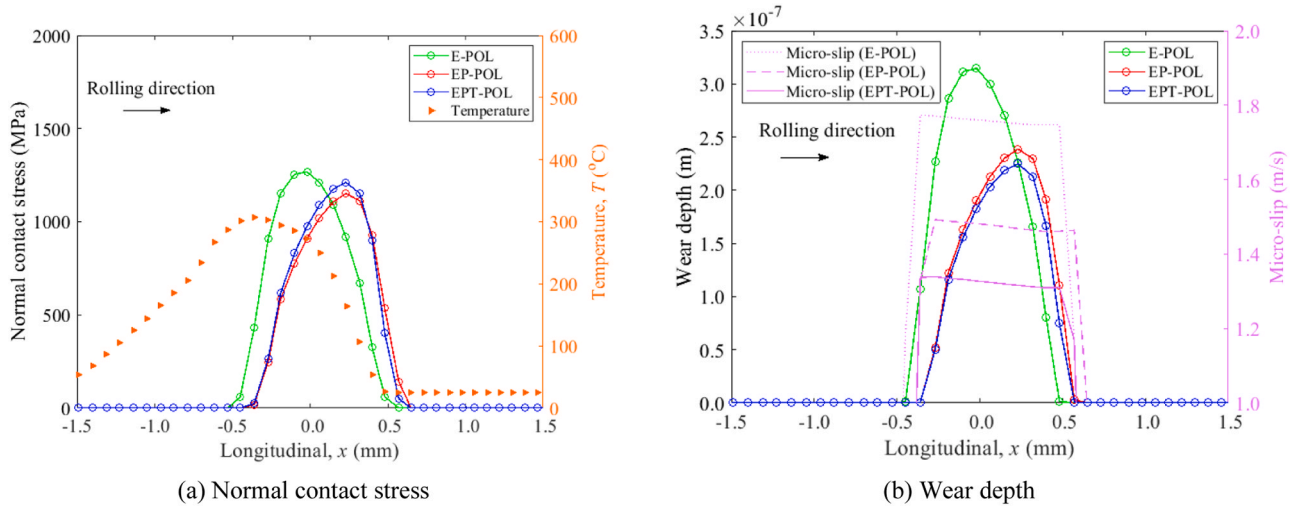 2000
1500
1000
500
0
Normal contact stress (MPa)
Rolling direction
E-POL
EP-POL
EPT-POL
Temperature
600
500
400
300
200
100
0
Temperature, T (°C)
-1.5 -1.0 -0.5 0.0 0.5 1.0 1.5
Longitudinal, x (mm)
(a) Normal contact stress
×10⁻⁷
3.5
3.0
2.5
2.0
1.5
1.0
0.5
0.0
Wear depth (m)
Micro-slip (E-POL)
Micro-slip (EP-POL)
Micro-slip (EPT-POL)
Rolling direction
E-POL
EP-POL
EPT-POL
2.0
1.8
1.6
1.4
1.2
1.0
Micro-slip (m/s)
-1.5 -1.0 -0.5 0.0 0.5 1.0 1.5
Longitudinal, x (mm)
(b) Wear depth